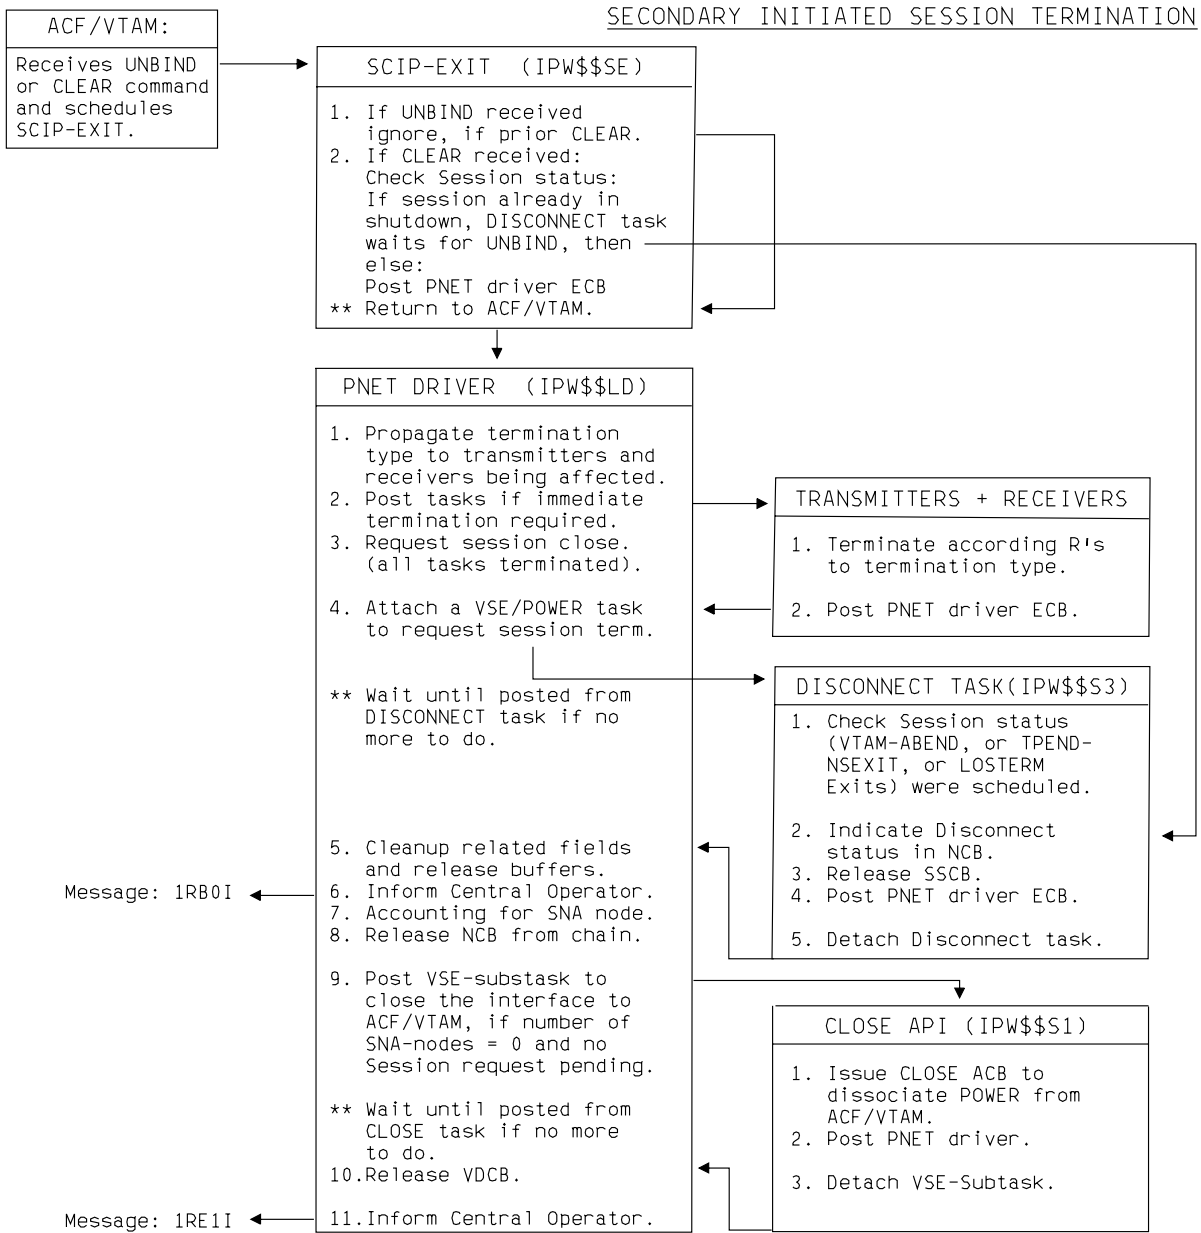 SECONDARY INITIATED SESSION TERMINATION
ACF/VTAM:
Receives UNBIND
or CLEAR command
and schedules
SCIP-EXIT.
SCIP-EXIT (IPW$$SE)
1. If UNBIND received
ignore, if prior CLEAR.
2. If CLEAR received:
Check Session status:
If session already in
shutdown, DISCONNECT task
waits for UNBIND, then
else:
Post PNET driver ECB
** Return to ACF/VTAM.
PNET DRIVER (IPW$$LD)
1. Propagate termination
type to transmitters and
receivers being affected.
2. Post tasks if immediate
termination required.
3. Request session close.
(all tasks terminated).
4. Attach a VSE/POWER task
to request session term.
** Wait until posted from
DISCONNECT task if no
more to do.
5. Cleanup related fields
and release buffers.
6. Inform Central Operator.
7. Accounting for SNA node.
8. Release NCB from chain.
9. Post VSE-substask to
close the interface to
ACF/VTAM, if number of
SNA-nodes = 0 and no
Session request pending.
** Wait until posted from
CLOSE task if no more
to do.
10.Release VDCB.
11.Inform Central Operator.
Message: 1RB0I
Message: 1RE1I
TRANSMITTERS + RECEIVERS
1. Terminate according R's
to termination type.
2. Post PNET driver ECB.
DISCONNECT TASK(IPW$$S3)
1. Check Session status
(VTAM-ABEND, or TPEND-
NSEXIT, or LOSTERM
Exits) were scheduled.
2. Indicate Disconnect
status in NCB.
3. Release SSCB.
4. Post PNET driver ECB.
5. Detach Disconnect task.
CLOSE API (IPW$$S1)
1. Issue CLOSE ACB to
dissociate POWER from
ACF/VTAM.
2. Post PNET driver.
3. Detach VSE-Subtask.